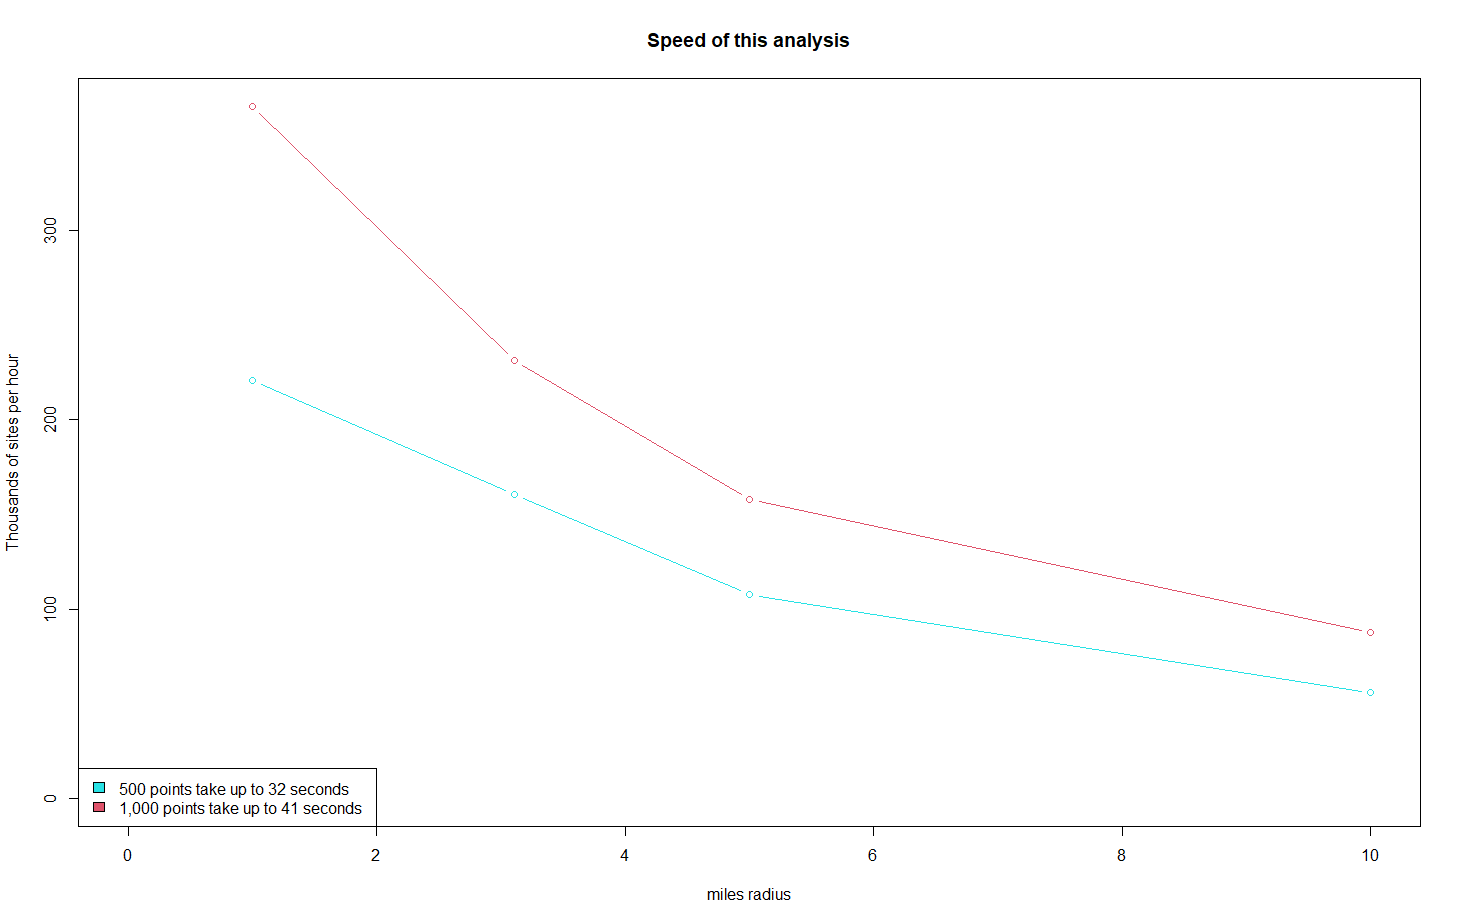 Speed of this analysis
Thousands of sites per hour
300
200
100
0
500 points take up to 32 seconds
1,000 points take up to 41 seconds
0 2 4 6 8 10
miles radius